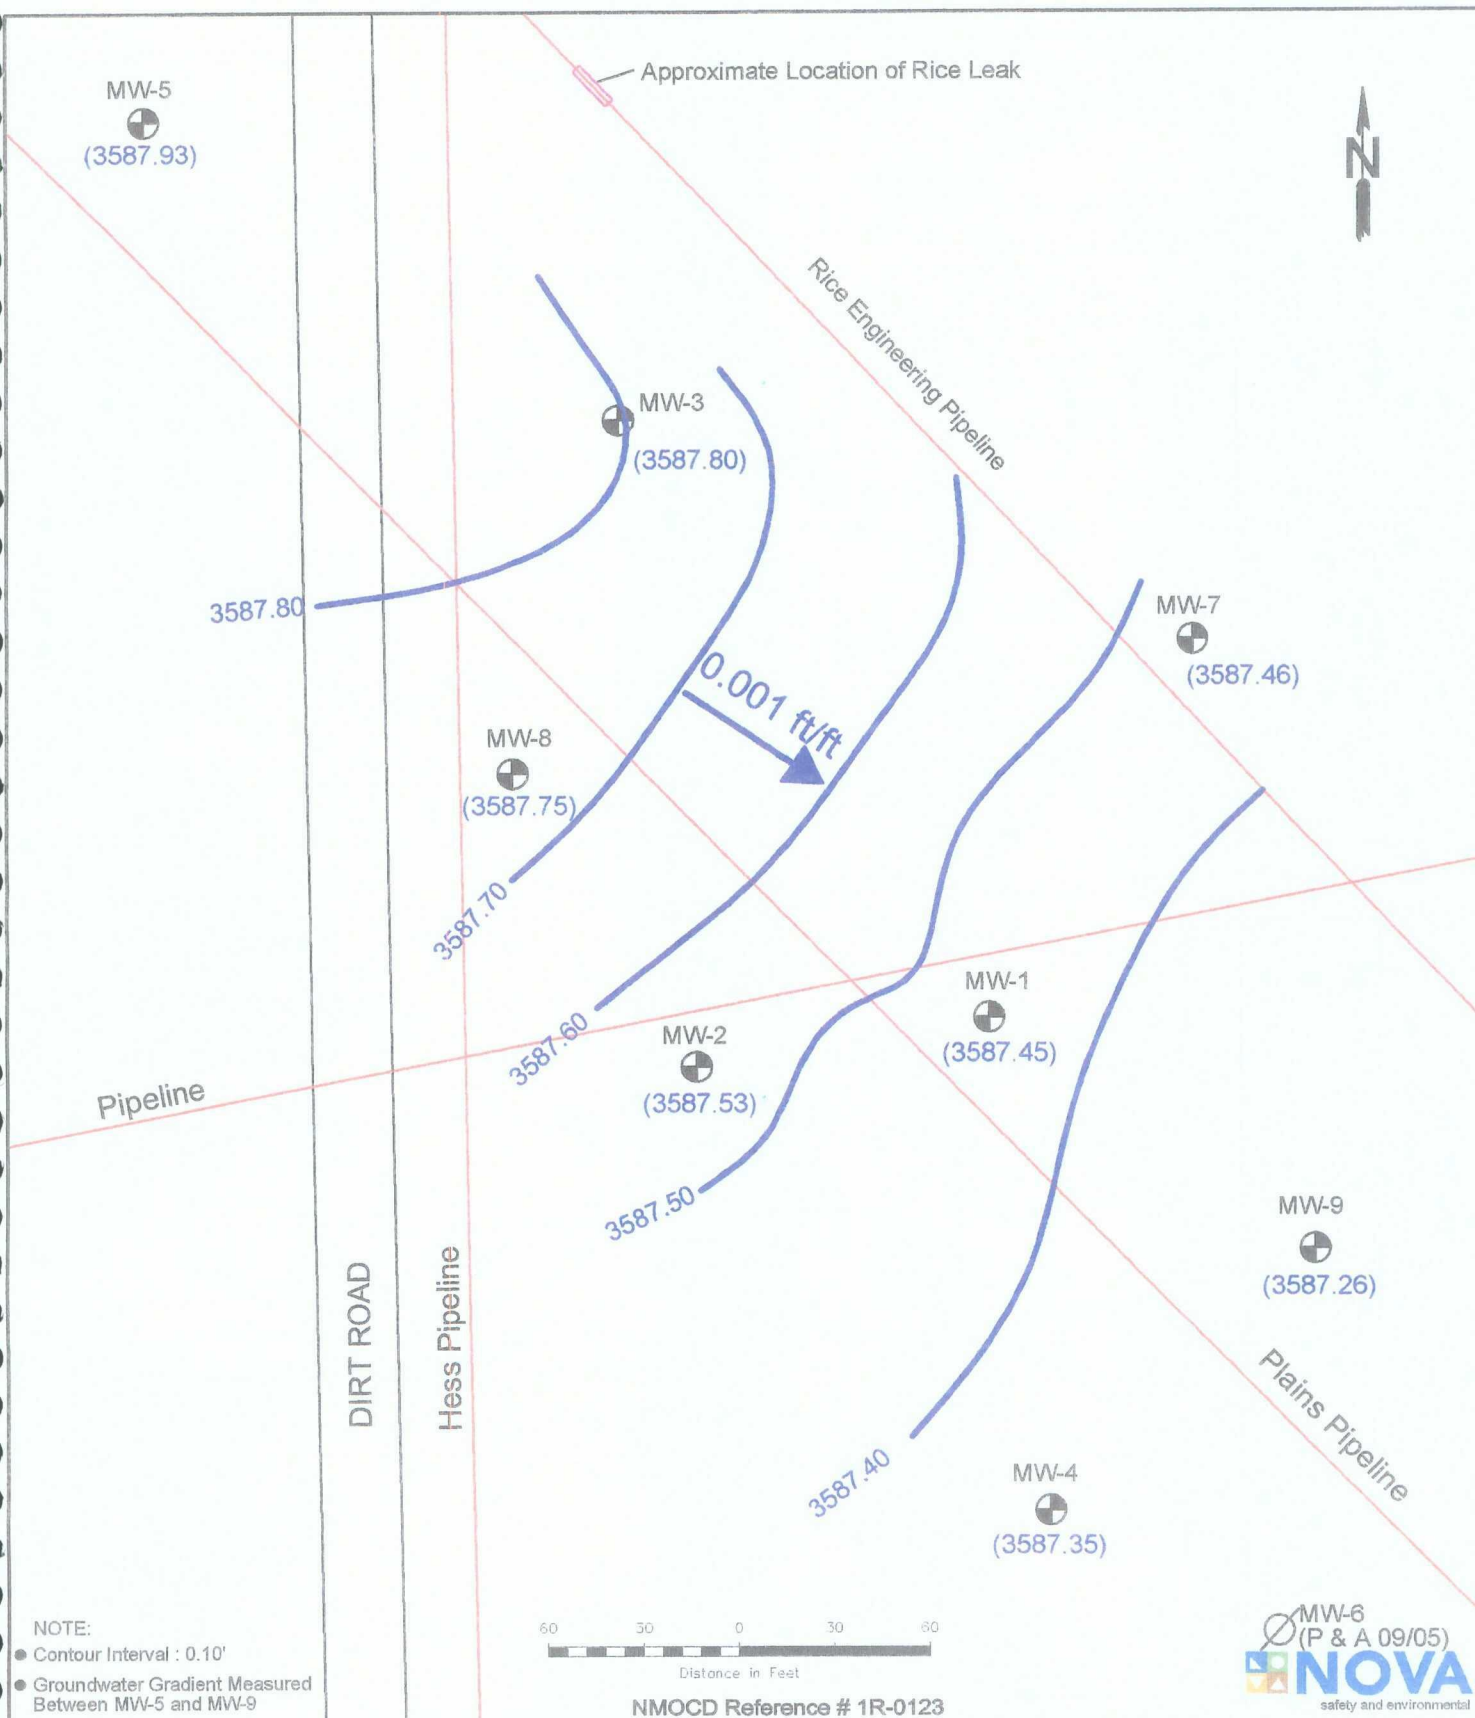 Approximate Location of Rice Leak
MW-5
(3587.93)
N
Rice Engineering Pipeline
MW-3
(3587.80)
3587.80
MW-7
(3587.46)
0.001 ft/ft
MW-8
(3587.75)
3587.70
MW-1
(3587.45)
3587.60
MW-2
(3587.53)
Pipeline
3587.50
MW-9
(3587.26)
DIRT ROAD
Hess Pipeline
Plains Pipeline
3587.40
MW-4
(3587.35)
MW-6
(P & A 09/05)
NOTE:
Contour Interval : 0.10'
Groundwater Gradient Measured
Between MW-5 and MW-9
60 30 0 30 60
Distance in Feet
NMOCD Reference # 1R-0123
NOVA
safety and environmental